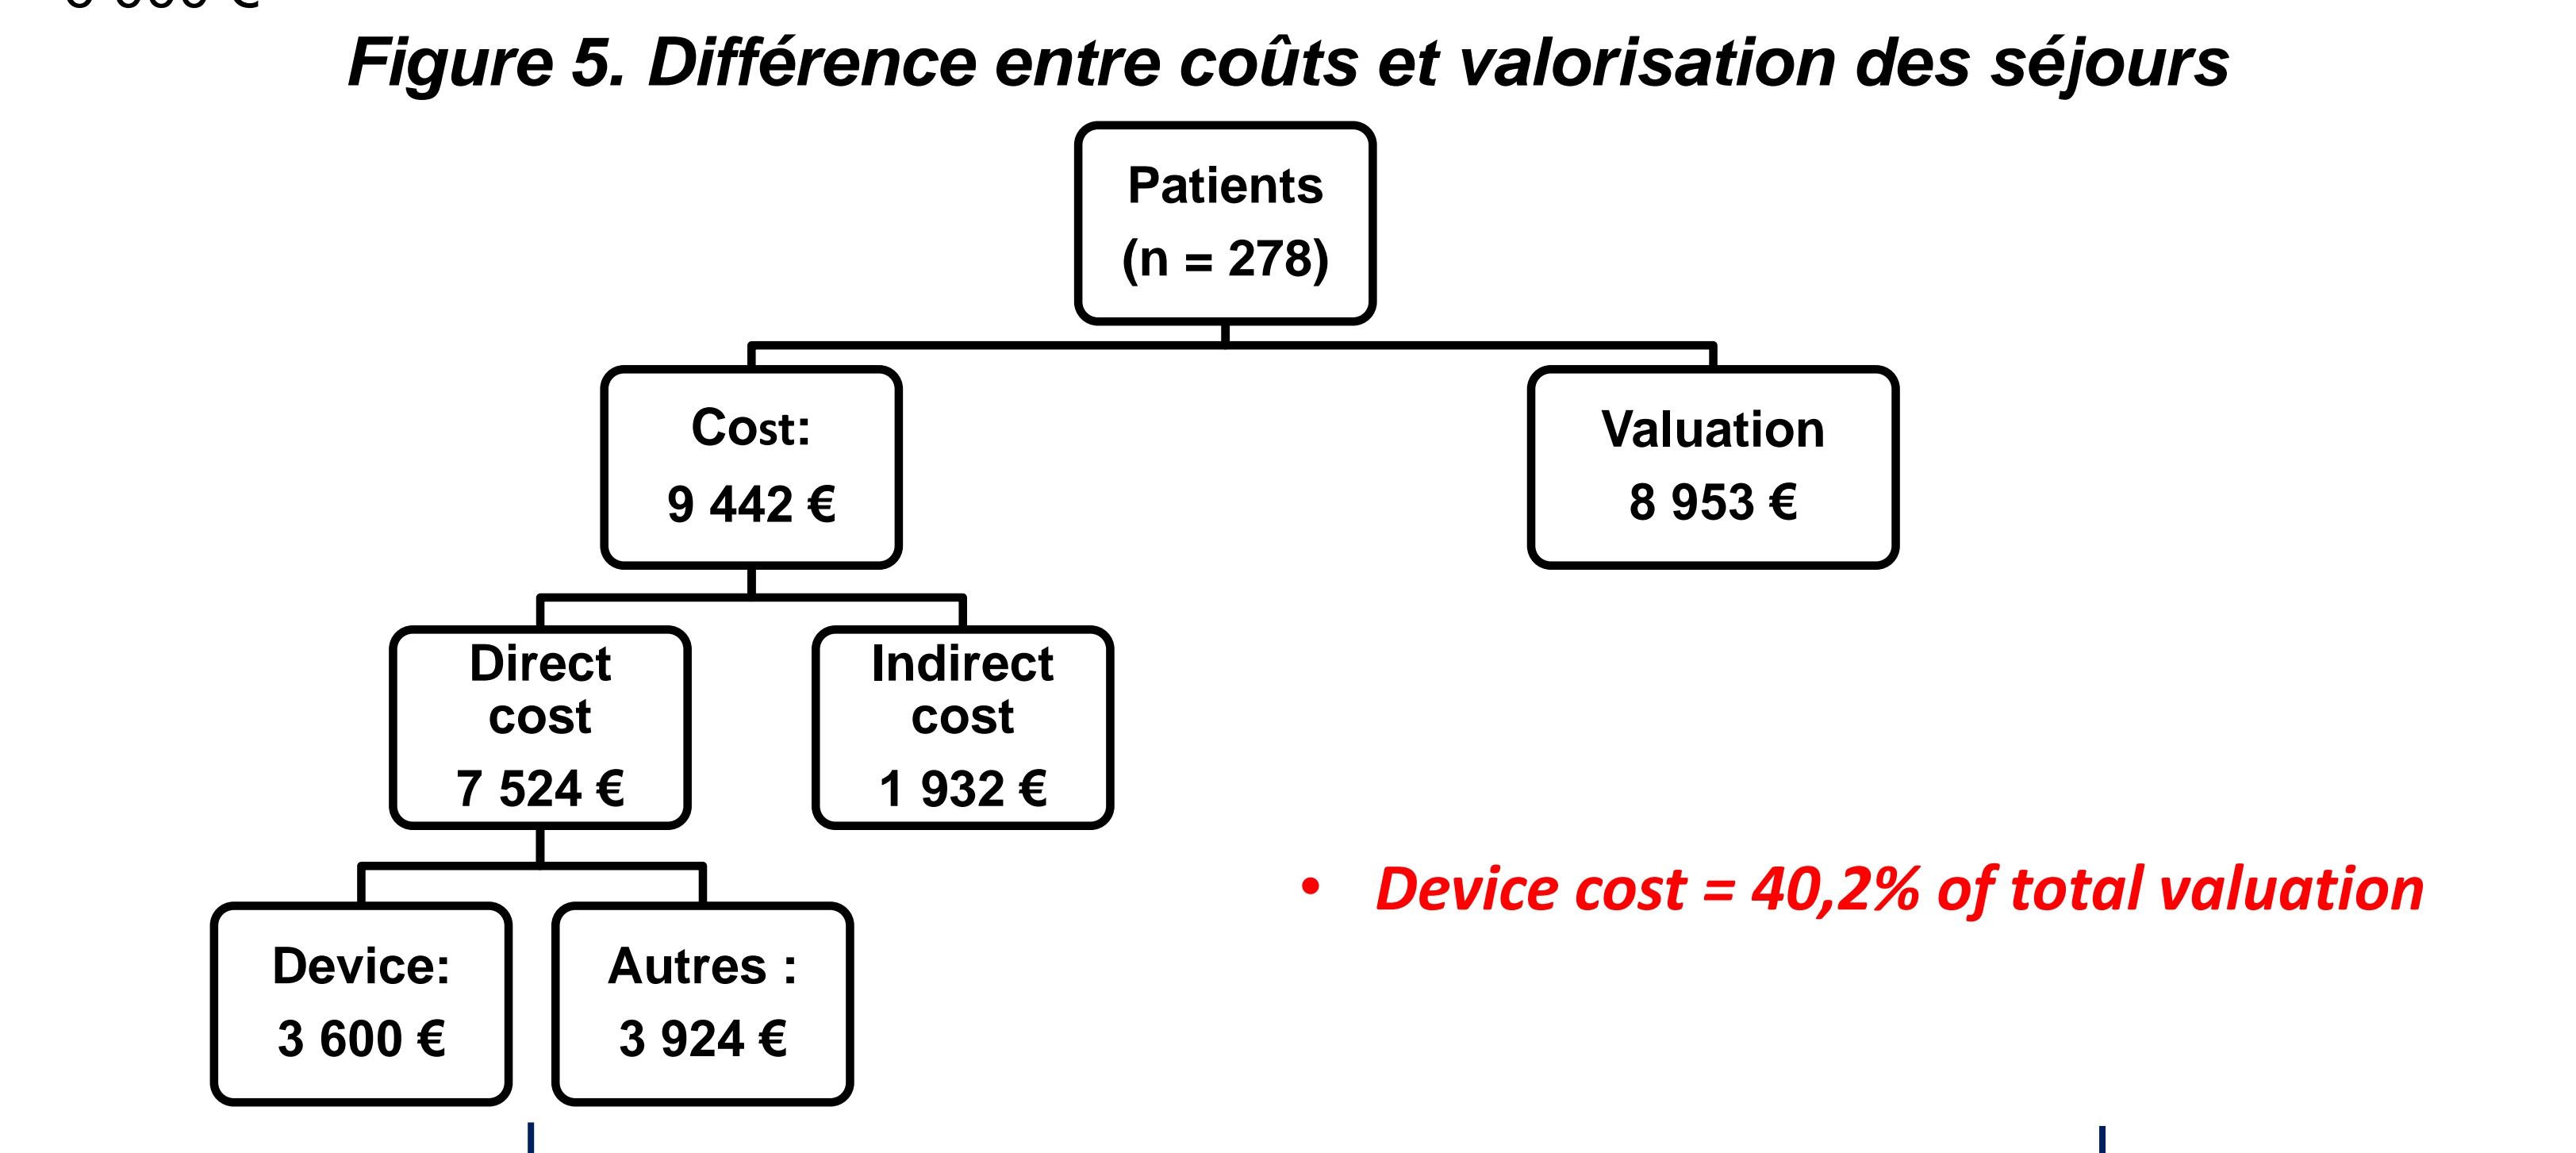 Figure 5. Différence entre coûts et valorisation des séjours
Patients
(n = 278)
Cost:
9 442 €
Valuation
8 953 €
Direct
cost
7 524 €
Indirect
cost
1 932 €
• Device cost = 40,2% of total valuation
Device:
3 600 €
Autres :
3 924 €